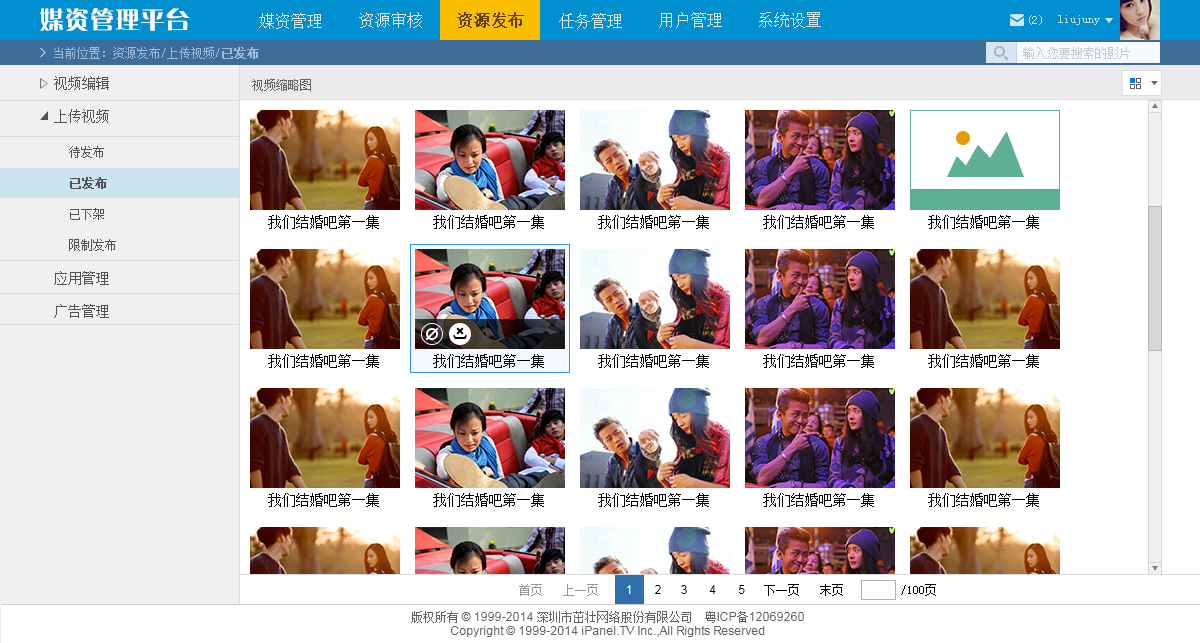 媒资管理平台 媒资管理 资源审核 资源发布 任务管理 用户管理 系统设置 (2) liujuny
当前位置：资源发布/上传视频/已发布 输入您要搜索的影片
视频编辑
上传视频
待发布
已发布
已下架
限制发布
应用管理
广告管理
视频缩略图
我们结婚吧第一集 我们结婚吧第一集 我们结婚吧第一集 我们结婚吧第一集 我们结婚吧第一集
我们结婚吧第一集 我们结婚吧第一集 我们结婚吧第一集 我们结婚吧第一集 我们结婚吧第一集
我们结婚吧第一集 我们结婚吧第一集 我们结婚吧第一集 我们结婚吧第一集 我们结婚吧第一集
首页 上一页 1 2 3 4 5 下一页 末页 /100页
版权所有 © 1999-2014 深圳市茁壮网络股份有限公司 粤ICP备12069260
Copyright © 1999-2014 iPanel.TV Inc.,All Rights Reserved